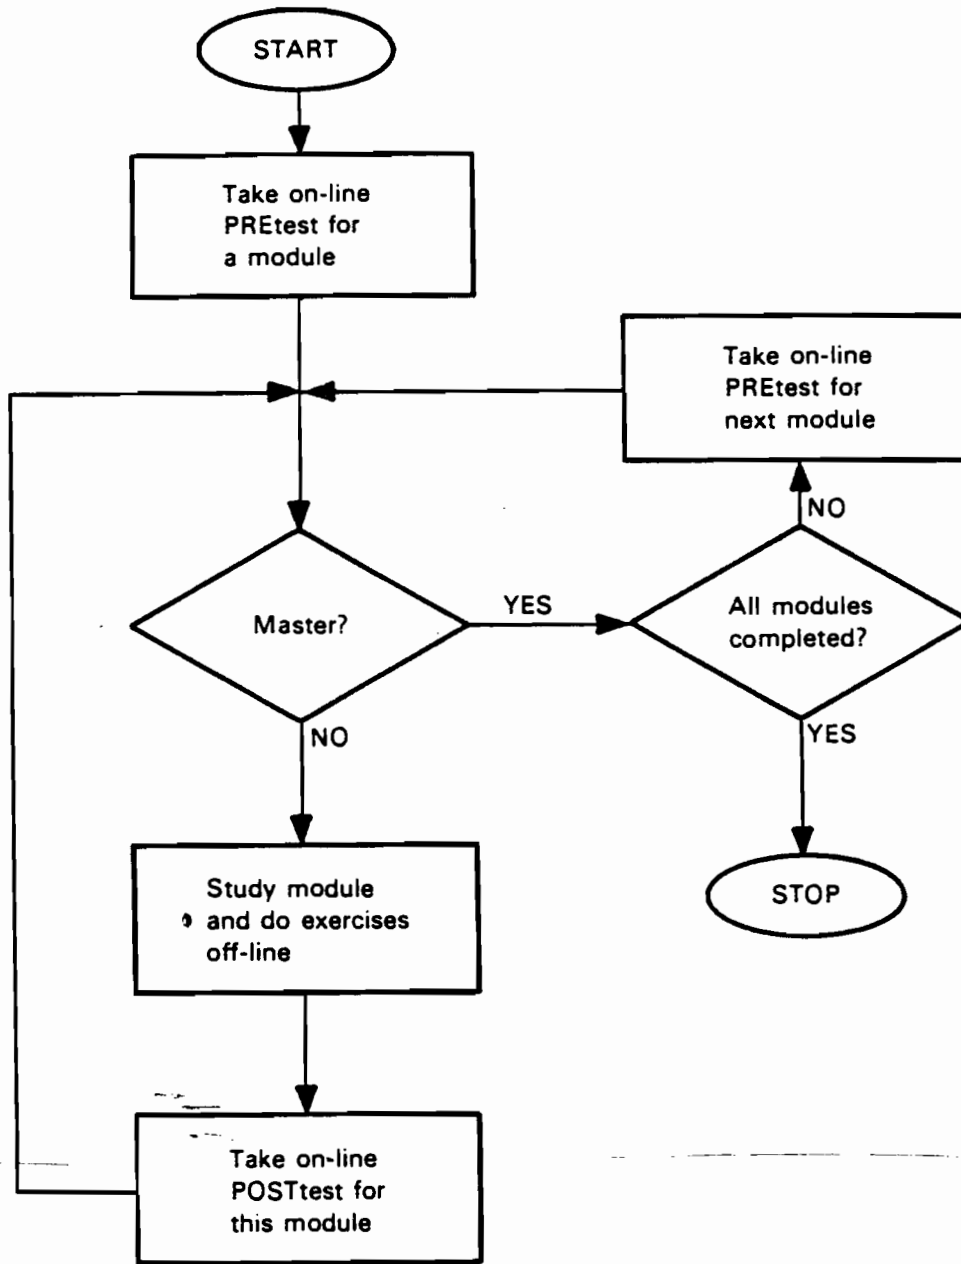 START
Take on-line
PREtest for
a module
Take on-line
PREtest for
next module
NO
Master?
YES
All modules
completed?
NO
YES
Study module
and do exercises
off-line
STOP
Take on-line
POSTtest for
this module